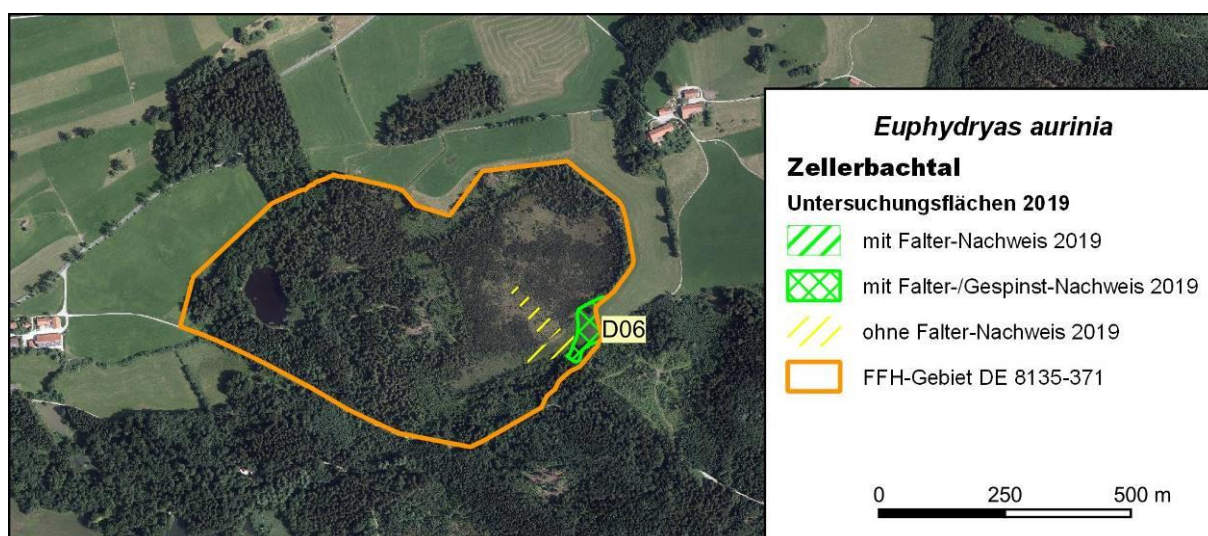 Euphydryas aurinia
Zellerbachtal
Untersuchungsflächen 2019
mit Falter-Nachweis 2019
mit Falter-/Gespinst-Nachweis 2019
ohne Falter-Nachweis 2019
FFH-Gebiet DE 8135-371
D06
0 250 500 m